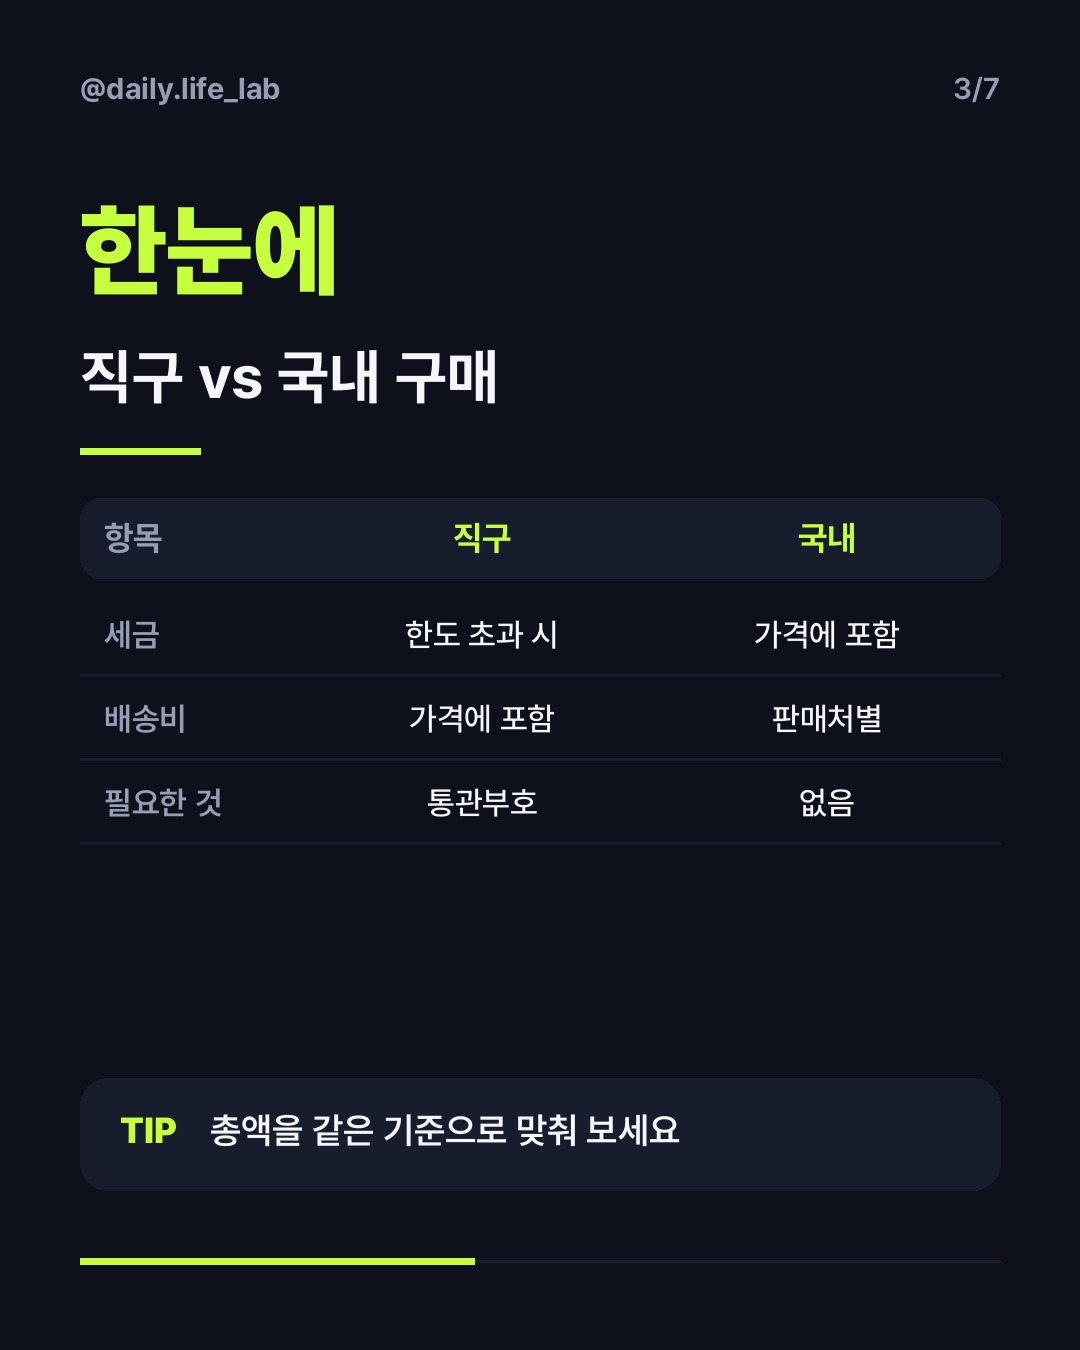 @daily.life_lab 3/7
한눈에
직구 vs 국내 구매
항목 직구 국내
세금 한도 초과 시 가격에 포함
배송비 가격에 포함 판매처별
필요한 것 통관부호 없음
TIP 총액을 같은 기준으로 맞춰 보세요